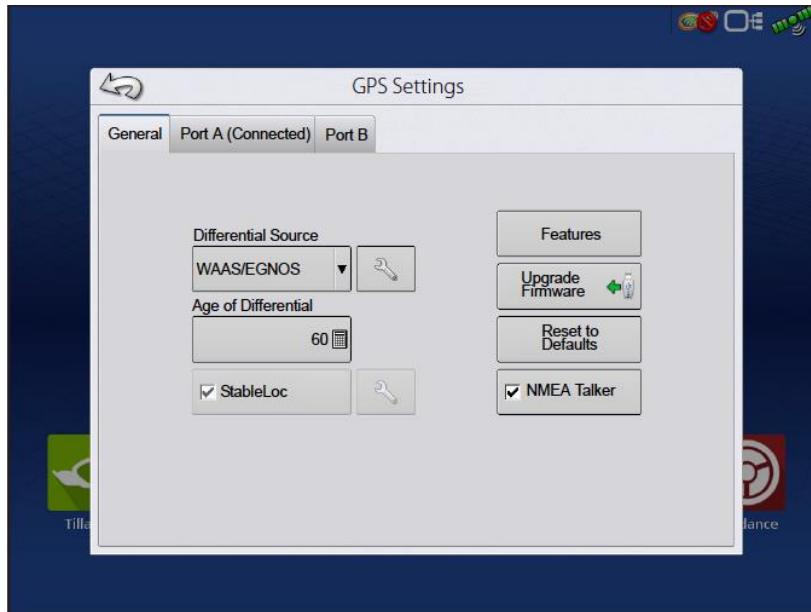 GPS Settings
General
Port A (Connected)
Port B
Differential Source
WAAS/EGNOS
Age of Differential
60
StableLoc
Features
Upgrade
Firmware
Reset to
Defaults
NMEA Talker
Tilla
dance